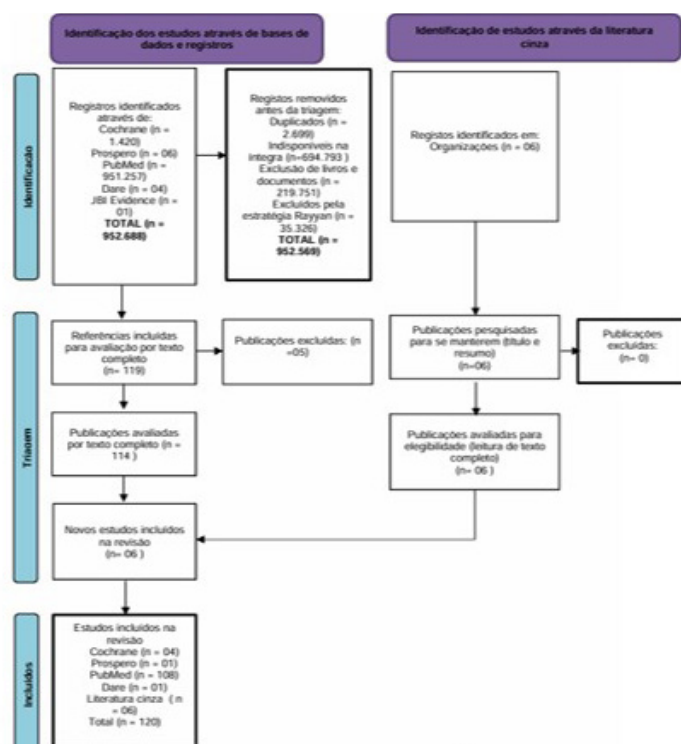 Identificação dos estudos através de bases de
dados e registros
Identificação de estudos através da literatura
cinza
Identificação
Registros identificados
através de:
Cochrane (n =
1.420)
Prospero (n = 06)
PubMed (n =
951.257)
Dare (n = 04)
JBI Evidence (n =
01)
TOTAL (n =
952.688)
Registos removidos
antes da triagem:
Duplicados (n =
2.699)
Indisponíveis na
íntegra (n=694.793 )
Exclusão de livros e
documentos (n =
219.751)
Excluídos pela
estratégia Rayyan (n =
35.326)
TOTAL (n =
952.569)
Registos identificados em:
Organizações (n = 06)
Triagem
Referências incluídas
para avaliação por texto
completo
(n= 119)
Publicações excluídas: (n
=05)
Publicações pesquisadas
para se manterem (título e
resumo)
(n=06)
Publicações
excluídas:
(n= 0)
Publicações avaliadas
por texto completo (n =
114 )
Publicações avaliadas para
elegibilidade (leitura de texto
completo)
(n= 06 )
Novos estudos incluídos
na revisão
(n= 06 )
Incluídos
Estudos incluídos na
revisão
Cochrane (n = 04)
Prospero (n = 01)
PubMed (n = 108)
Dare (n = 01)
Literatura cinza ( n
= 06)
Total (n = 120)